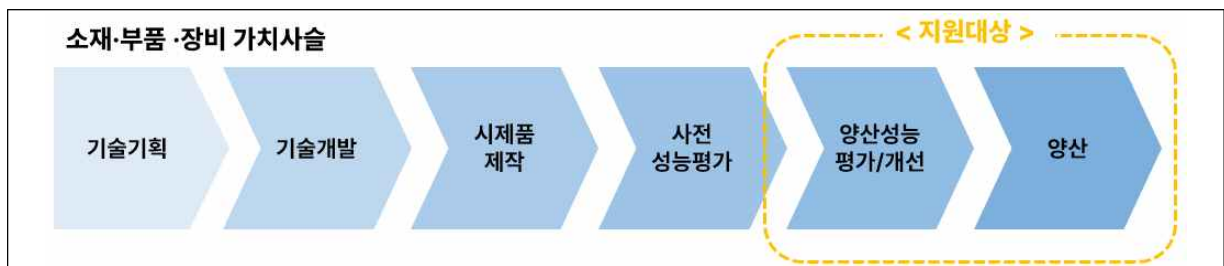 소재·부품 ·장비 가치사슬
< 지원대상 >
기술기획
기술개발
시제품
제작
사전
성능평가
양산성능
평가/개선
양산